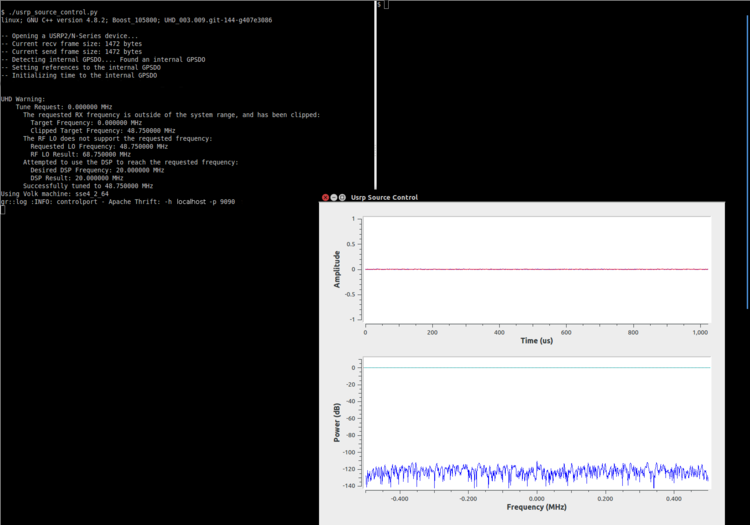 $ ./usrp_source_control.py
linux; GNU C++ version 4.8.2; Boost_105800; UHD_003.009.git-144-g407e3086
-- Opening a USRP2/N-Series device...
-- Current recv frame size: 1472 bytes
-- Current send frame size: 1472 bytes
-- Detecting internal GPSDO.... Found an internal GPSDO
-- Setting references to the internal GPSDO
-- Initializing time to the internal GPSDO
UHD Warning:
Tune Request: 0.000000 MHz
The requested RX frequency is outside of the system range, and has been clipped:
Target Frequency: 0.000000 MHz
Clipped Target Frequency: 48.750000 MHz
The RF LO does not support the requested frequency:
Requested LO Frequency: 48.750000 MHz
RF LO Result: 68.750000 MHz
Attempted to use the DSP to reach the requested frequency:
Desired DSP Frequency: 20.000000 MHz
DSP Result: 20.000000 MHz
Successfully tuned to 48.750000 MHz
Using Volk machine: sse4_2_64
gr::log :INFO: controlport - Apache Thrift: -h localhost -p 9090
$
Usrp Source Control
1
0.5
0
-0.5
-1
Amplitude
0 200 400 600 800 1,000
Time (us)
0
-20
-40
-60
-80
-100
-120
-140
Power (dB)
-0.400 -0.200 0.000 0.200 0.400
Frequency (MHz)